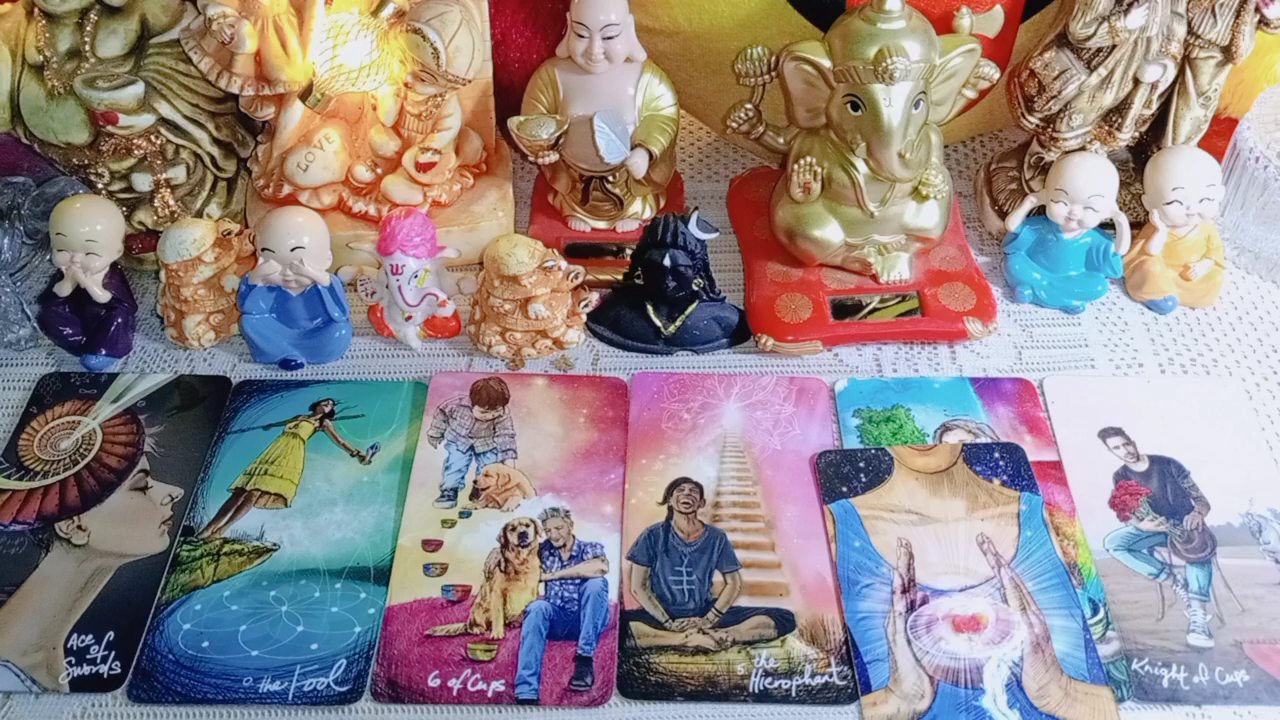 LOVE
ॐ
Ace
of
Swords
0 the Fool
6 of Cups
5 the
Hierophant
Knight of Cups